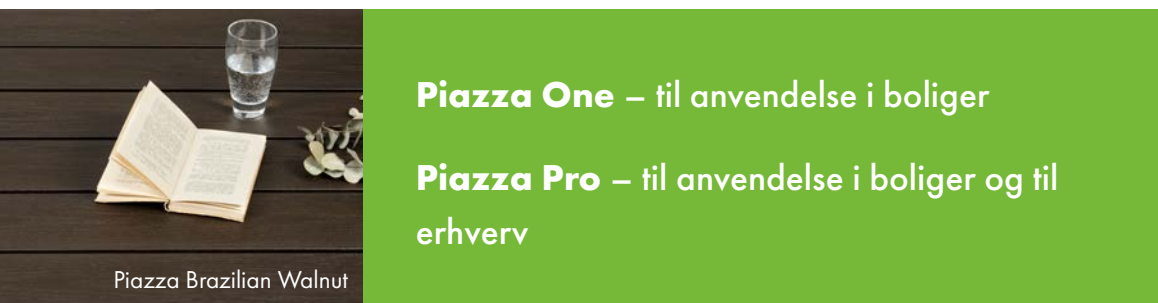 Piazza One – til anvendelse i boliger
Piazza Pro – til anvendelse i boliger og til
erhverv
Piazza Brazilian Walnut